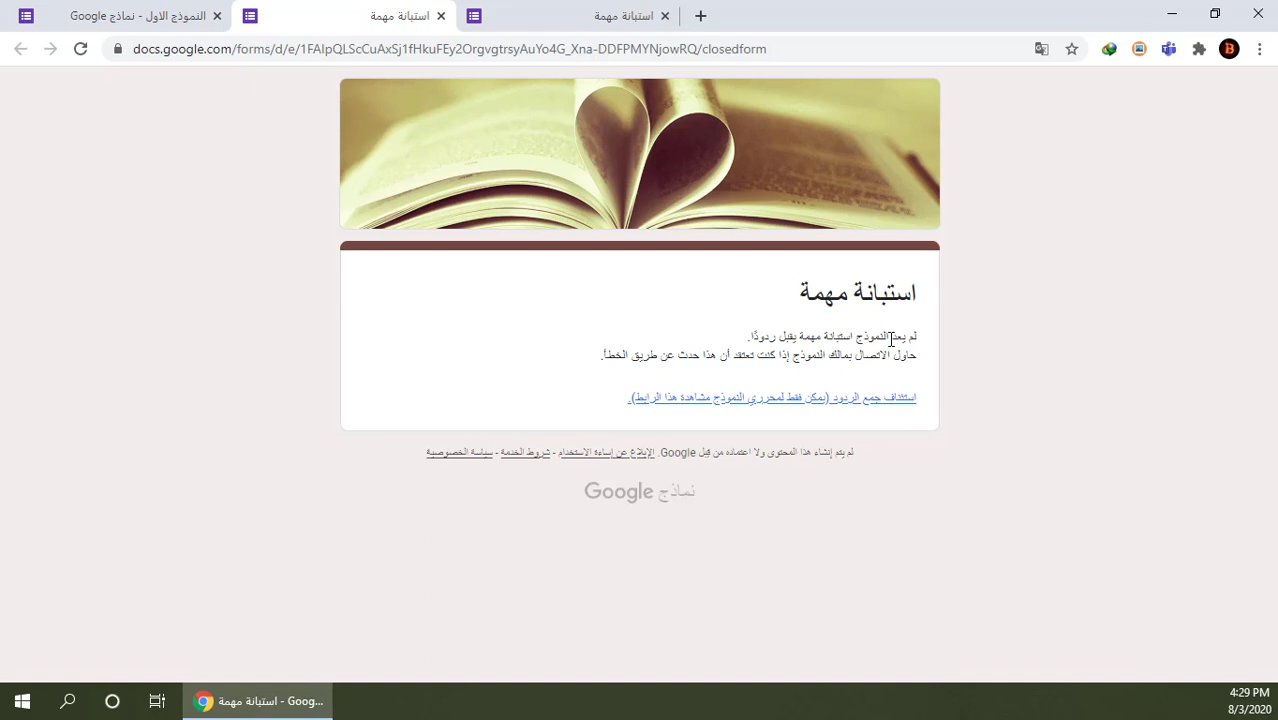 النموذج الاول - نماذج Google
استبانة مهمة
استبانة مهمة
docs.google.com/forms/d/e/1FAIpQLScCuAxSj1fHkuFEy2OrgvgtrsyAuYo4G_Xna-DDFPMYNjowRQ/closedform
استبانة مهمة
لم يعد النموذج استبانة مهمة يقبل ردودًا.
حاول الاتصال بمالك النموذج إذا كنت تعتقد أن هذا حدث عن طريق الخطأ.
استئناف جمع الردود (يمكن فقط لمحرري النموذج مشاهدة هذا الرابط).
لم يتم إنشاء هذا المحتوى ولا اعتماده من قِبل Google. الإبلاغ عن إساءة الاستخدام - شروط الخدمة - سياسة الخصوصية
نماذج Google
استبانة مهمة - Goog...
4:29 PM
8/3/2020